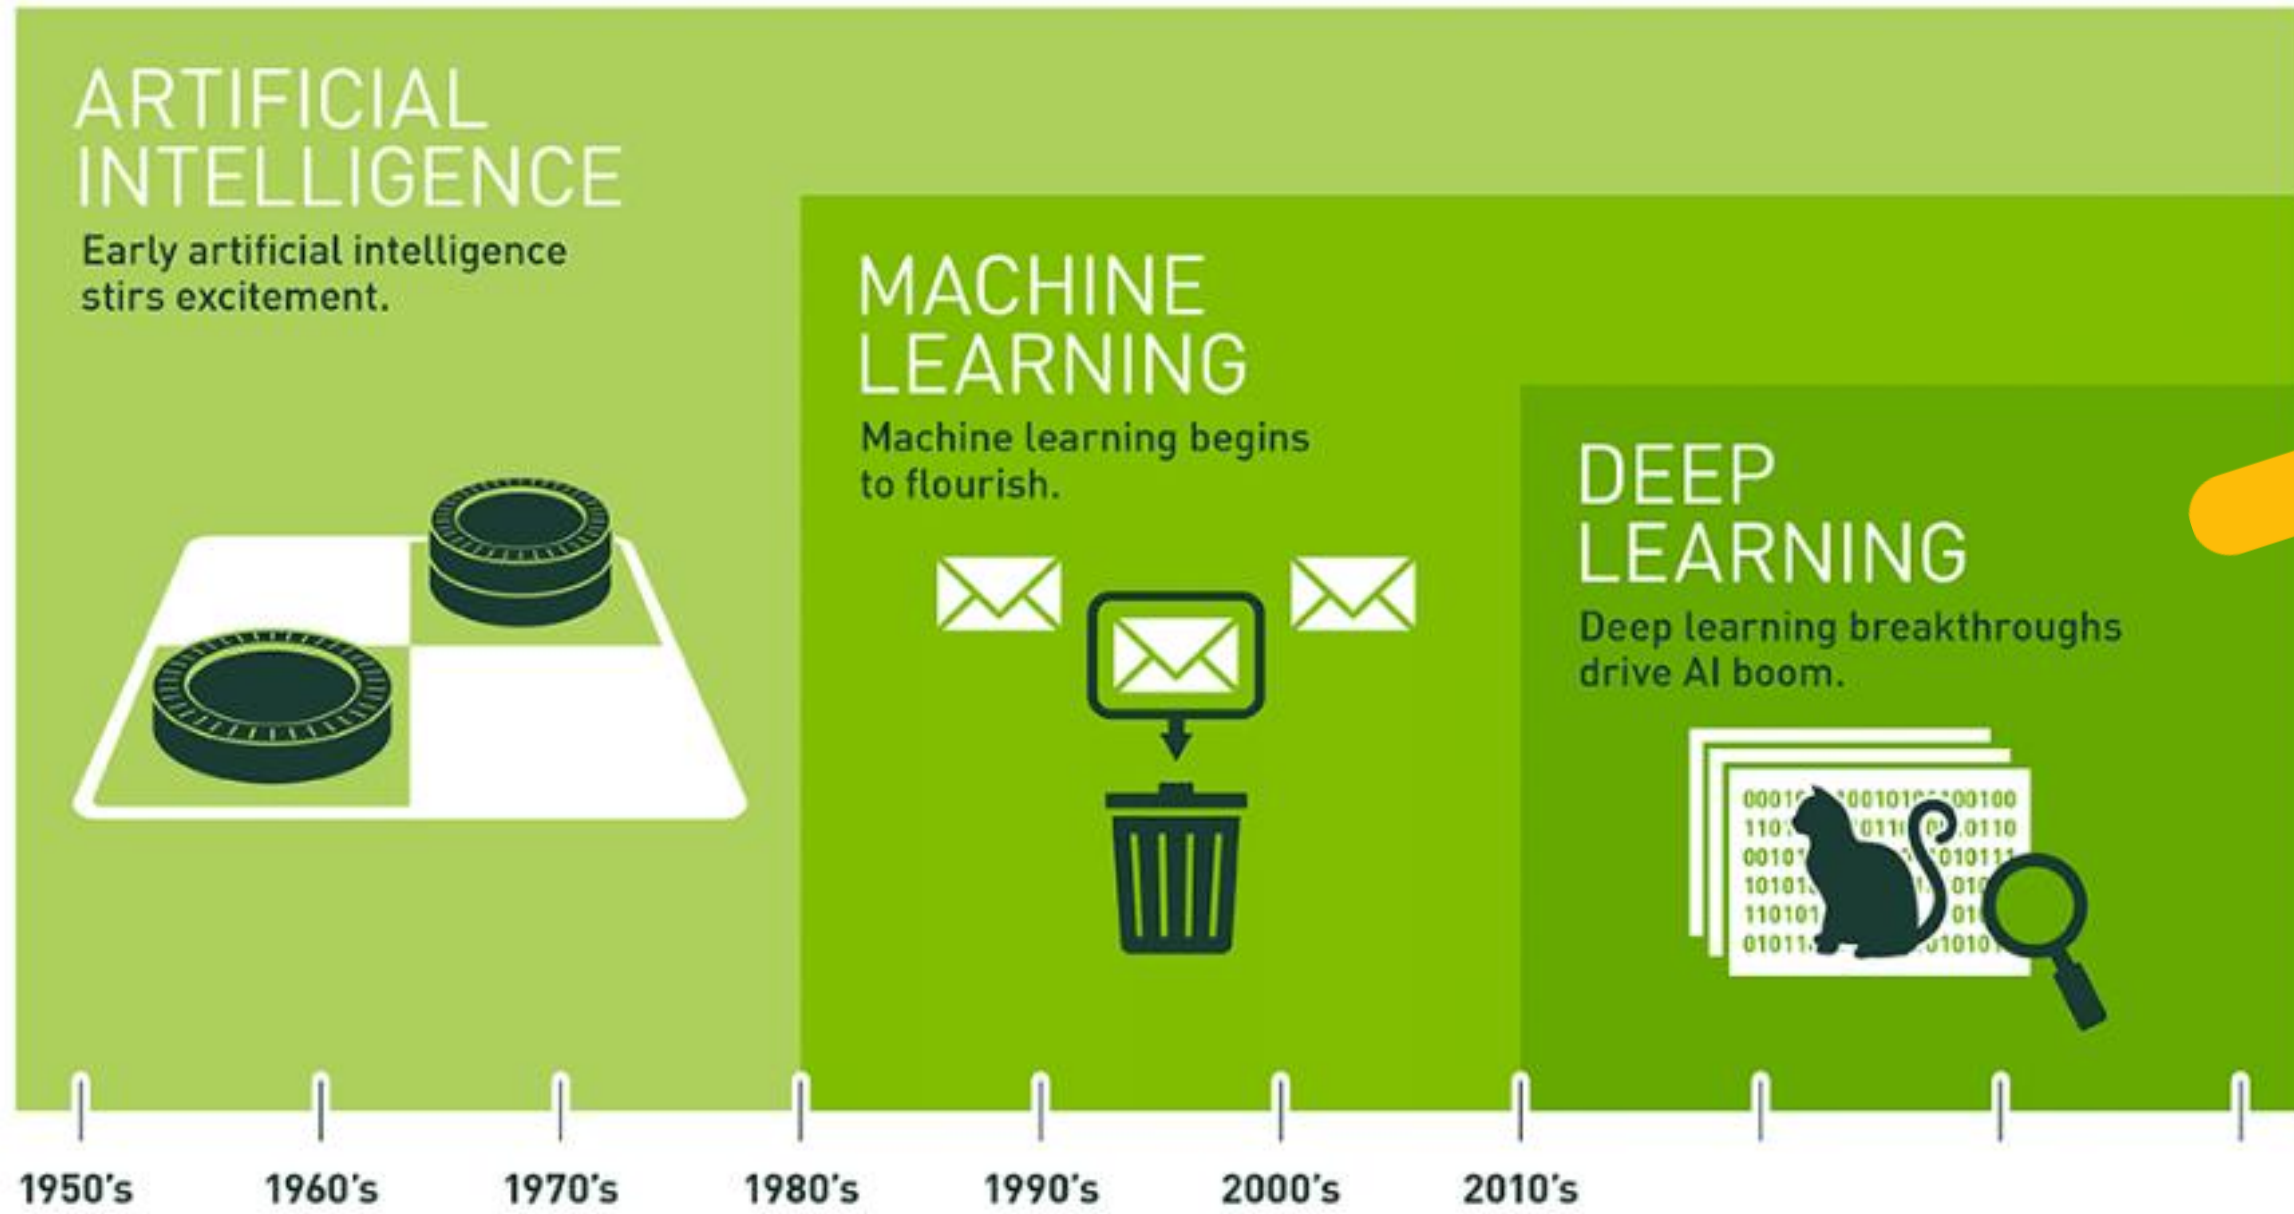 ARTIFICIAL
INTELLIGENCE
Early artificial intelligence
stirs excitement.
MACHINE
LEARNING
Machine learning begins
to flourish.
DEEP
LEARNING
Deep learning breakthroughs
drive AI boom.
1950's
1960's
1970's
1980's
1990's
2000's
2010's